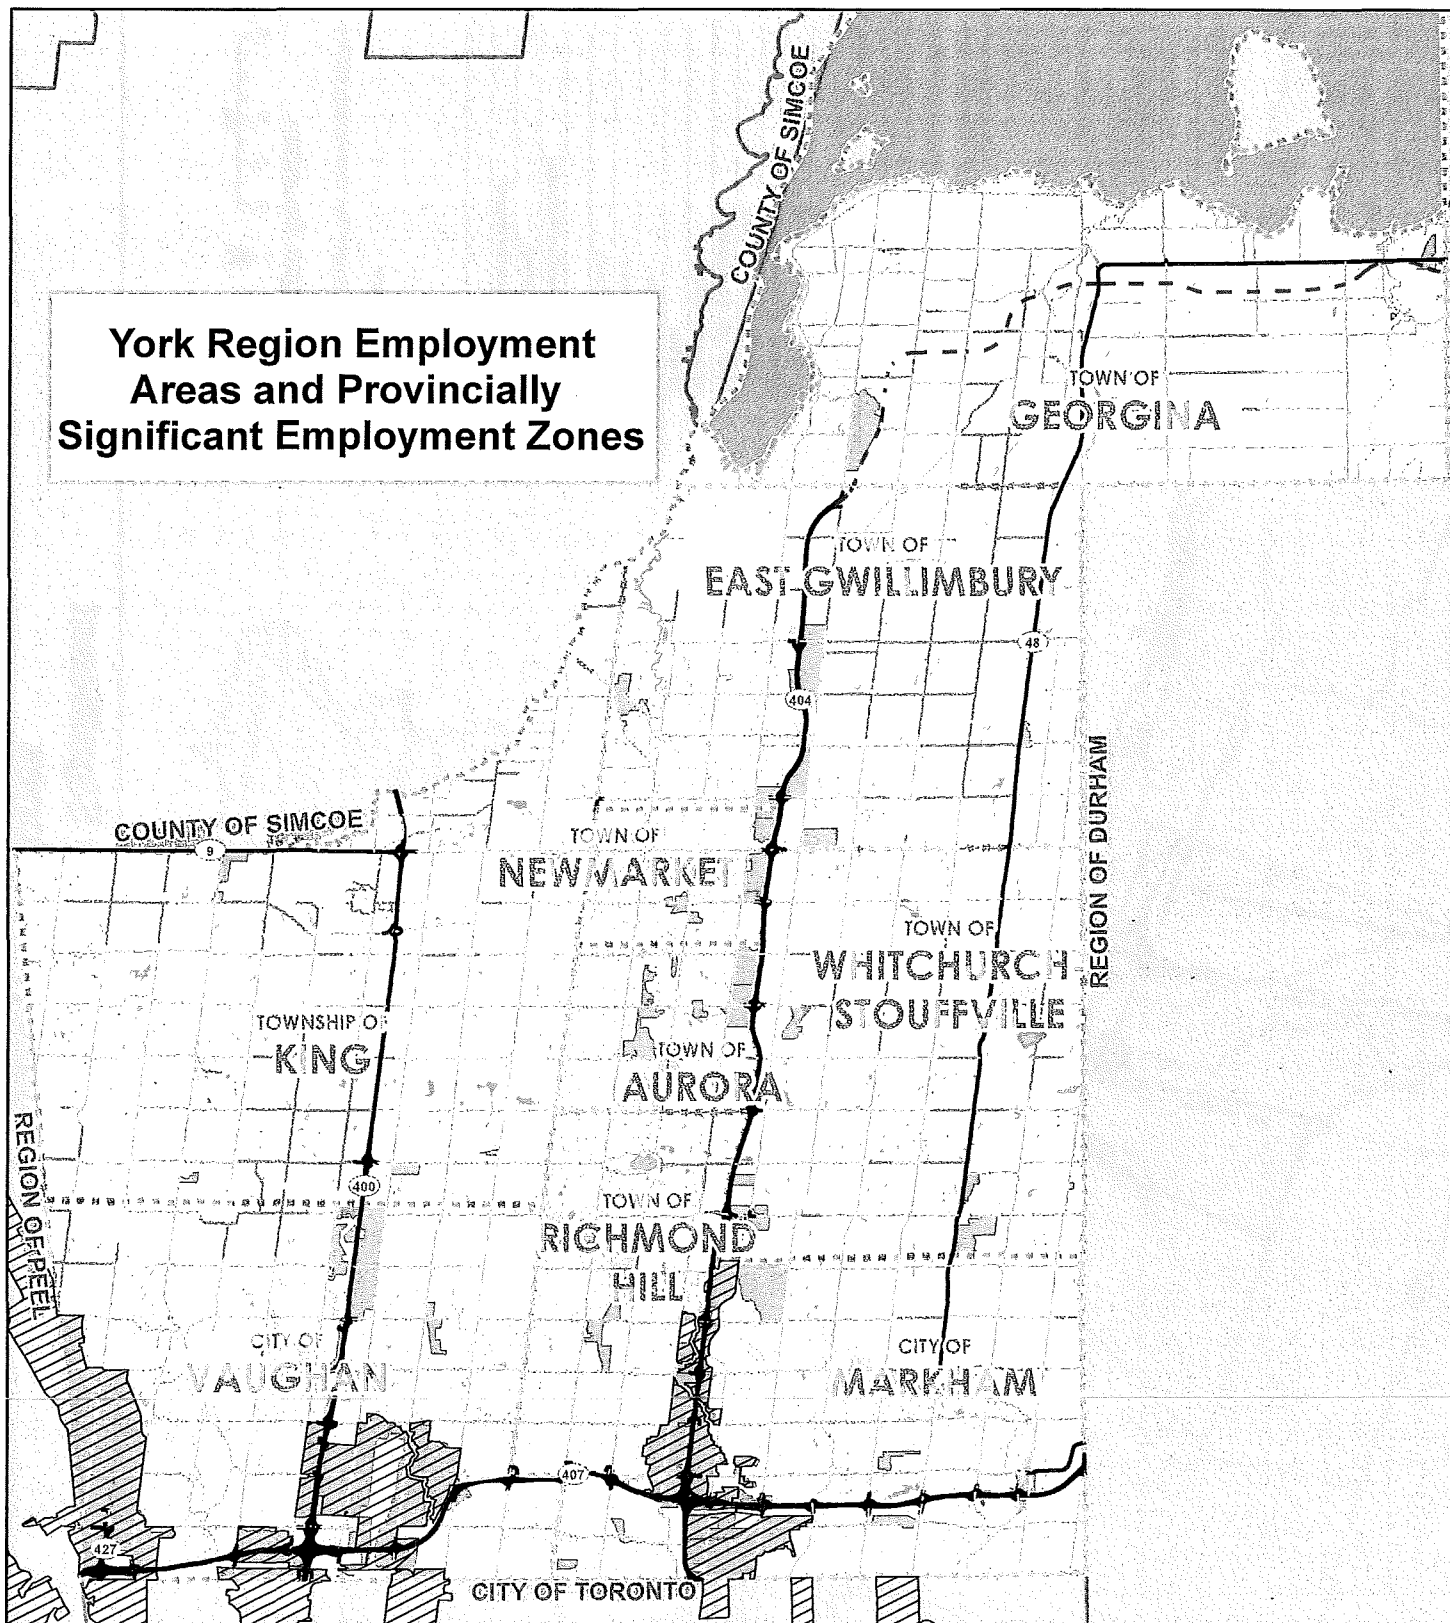 COUNTY OF SIMCOE
York Region Employment
Areas and Provincially
Significant Employment Zones
TOWN OF
GEORGINA
TOWN OF
EAST GWILLIMBURY
48
404
REGION OF DURHAM
COUNTY OF SIMCOE
9
TOWN OF
NEWMARKET
TOWN OF
WHITCHURCH
STOUFFVILLE
TOWNSHIP OF
KING
TOWN OF
AURORA
REGION OF PEEL
400
TOWN OF
RICHMOND
HILL
CITY OF
VAUGHAN
CITY OF
MARKHAM
407
427
CITY OF TORONTO